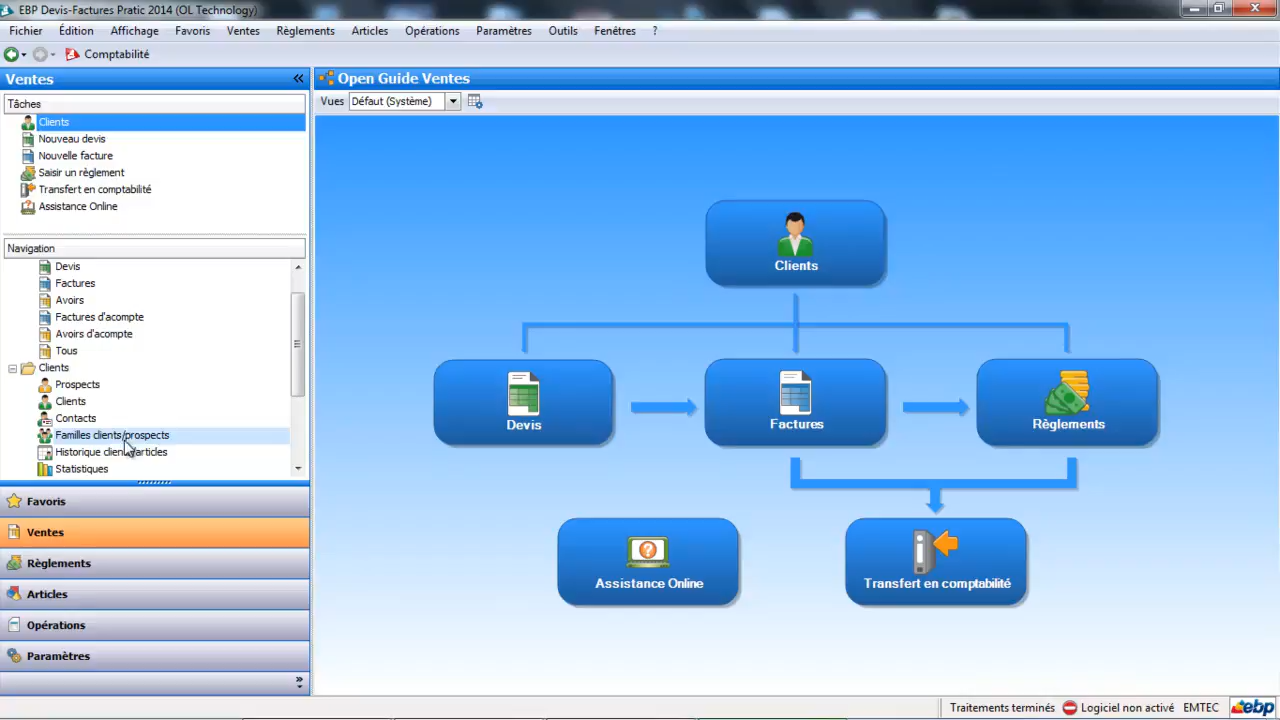 EBP Devis-Factures Pratic 2014 (OL Technology)
Fichier Édition Affichage Favoris Ventes Règlements Articles Opérations Paramètres Outils Fenêtres ?
Comptabilité
Ventes
Tâches
Clients
Nouveau devis
Nouvelle facture
Saisir un règlement
Transfert en comptabilité
Assistance Online
Navigation
Devis
Factures
Avoirs
Factures d'acompte
Avoirs d'acompte
Tous
Clients
Prospects
Clients
Contacts
Familles clients/prospects
Historique clients/articles
Statistiques
Favoris
Ventes
Règlements
Articles
Opérations
Paramètres
Open Guide Ventes
Vues Défaut (Système)
Clients
Devis
Factures
Règlements
Assistance Online
Transfert en comptabilité
Traitements terminés Logiciel non activé EMTEC ebp